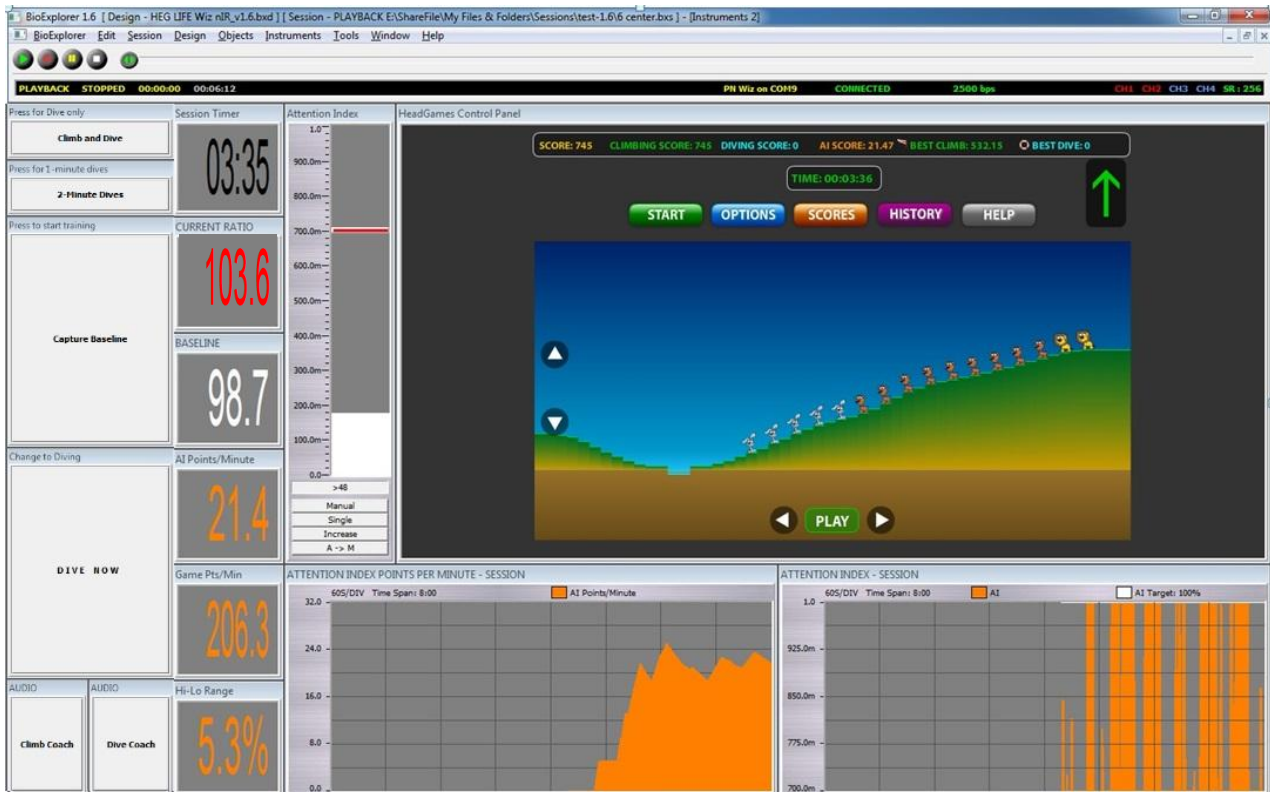 BioExplorer 1.6 [ Design - HEG LIFE Wiz nIR_v1.6.bxd ] [ Session - PLAYBACK E:\ShareFile\My Files & Folders\Sessions\test-1.6\6 center.bxs ] - [Instruments 2]
BioExplorer Edit Session Design Objects Instruments Tools Window Help
PLAYBACK STOPPED 00:00:00 00:06:12 PN Wiz on COM9 CONNECTED 2500 bps CH1 CH2 CH3 CH4 SR : 256
Press for Dive only
Climb and Dive
Press for 1-minute dives
2-Minute Dives
Press to start training
Capture Baseline
Change to Diving
DIVE NOW
AUDIO
Climb Coach
AUDIO
Dive Coach
Session Timer
03:35
CURRENT RATIO
103.6
BASELINE
98.7
AI Points/Minute
21.4
Game Pts/Min
206.3
Hi-Lo Range
5.3%
Attention Index
1.0
900.0m
800.0m
700.0m
600.0m
500.0m
400.0m
300.0m
200.0m
100.0m
0.0
>48
Manual
Single
Increase
A -> M
HeadGames Control Panel
SCORE: 745 CLIMBING SCORE: 745 DIVING SCORE: 0 AI SCORE: 21.47 BEST CLIMB: 532.15 BEST DIVE: 0
TIME: 00:03:36
START OPTIONS SCORES HISTORY HELP
PLAY
ATTENTION INDEX POINTS PER MINUTE - SESSION
60S/DIV Time Span: 8:00 AI Points/Minute
32.0
24.0
16.0
8.0
0.0
ATTENTION INDEX - SESSION
60S/DIV Time Span: 8:00 AI AI Target: 100%
1.0
925.0m
850.0m
775.0m
700.0m